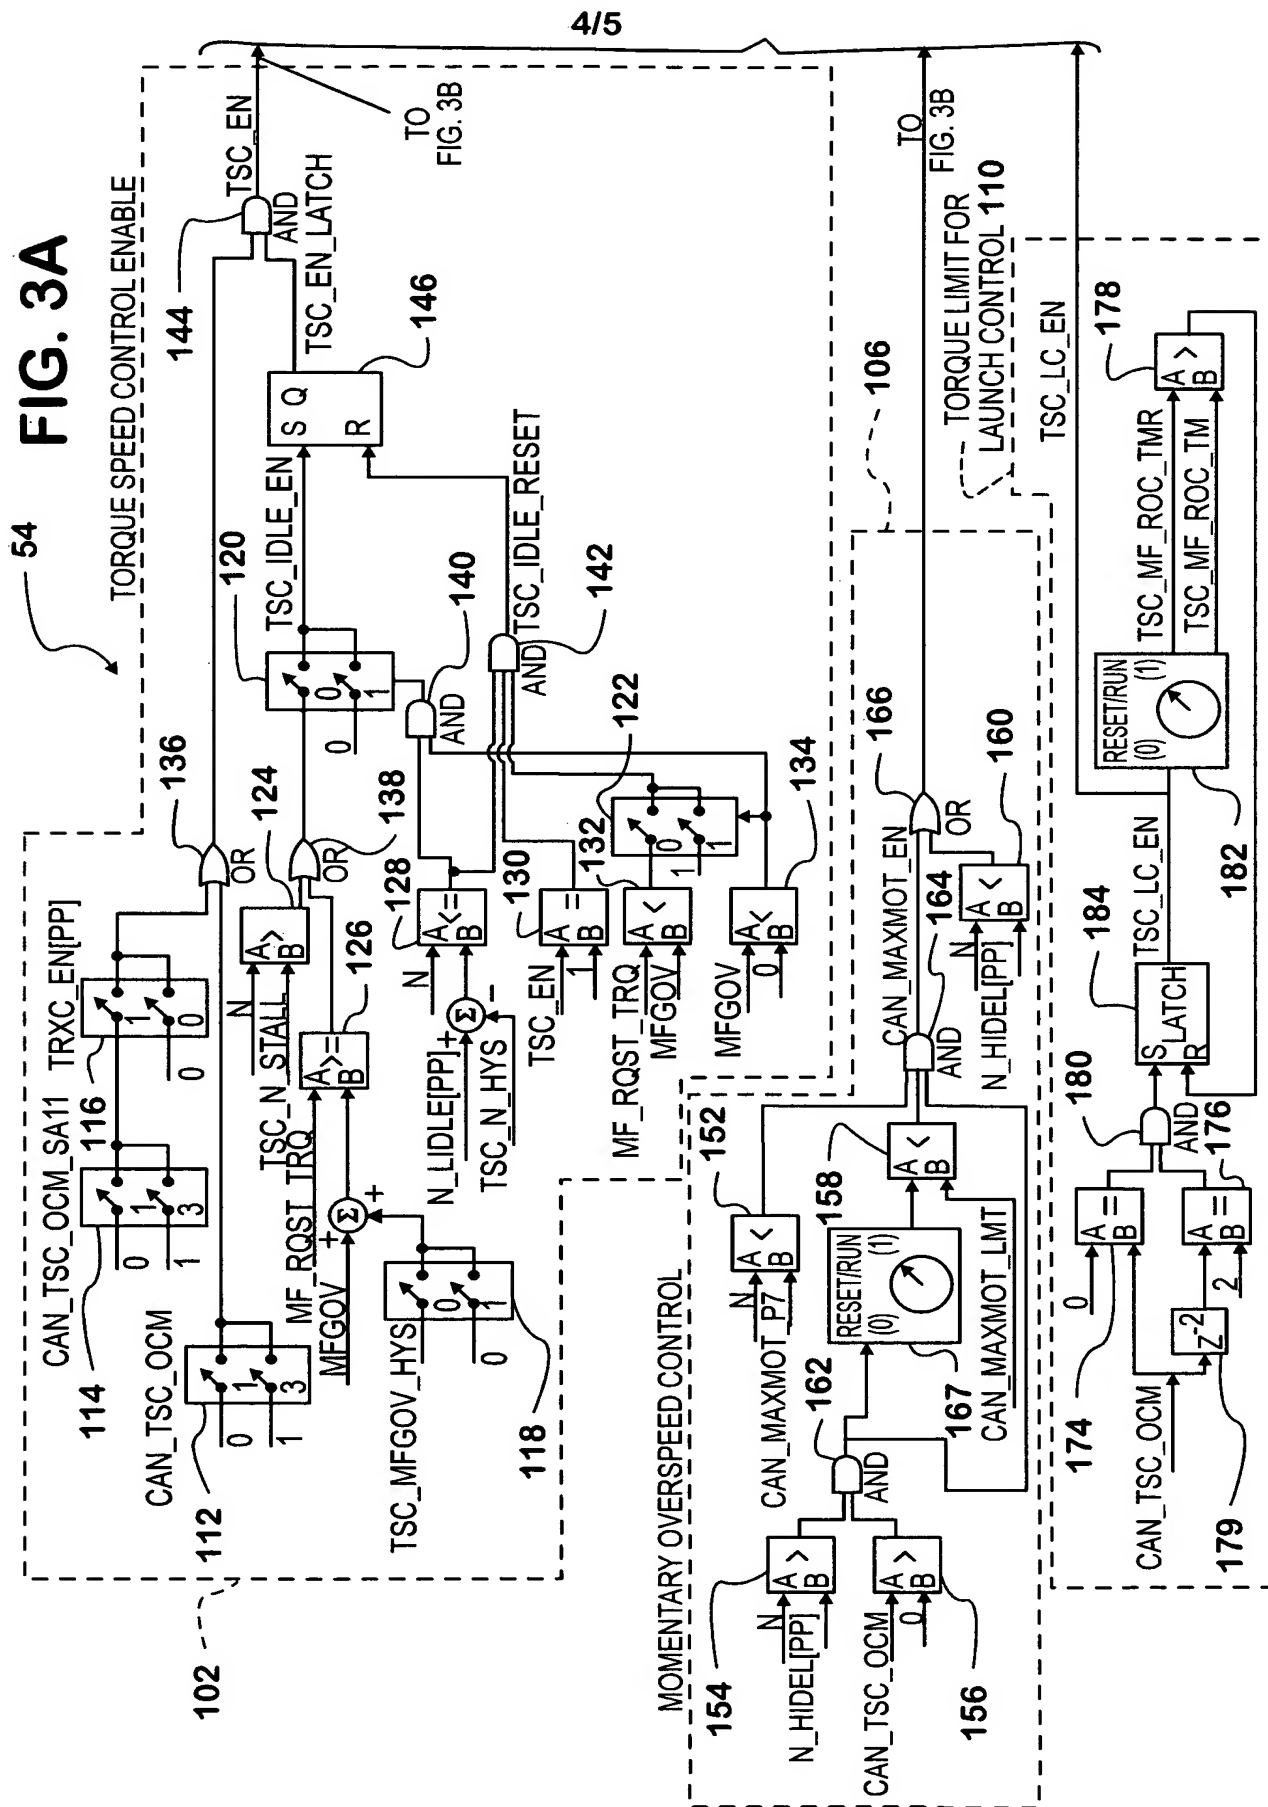 4/5
FIG. 3A
54
TORQUE SPEED CONTROL ENABLE
102
112
CAN_TSC_OCM
0
1
1
3
114
CAN_TSC_OCM_SA11
0
1
1
3
116
TRXC_EN[PP]
0
1
0
136
OR
144
AND
TSC_EN
TO
FIG. 3B
TSC_EN_LATCH
146
S Q
R
TSC_IDLE_EN
120
0
0
1
124
N
TSC_N_STALL
A
>
B
138
OR
126
MF_RQST_TRQ
A
>=
B
MFGOV
+
Σ
+
TSC_MFGOV_HYS
0
0
1
118
128
N
A
<=
B
N_LIDLE[PP]
+
Σ
-
TSC_N_HYS
140
AND
142
AND
TSC_IDLE_RESET
130
TSC_EN
1
A
=
B
132
MF_RQST_TRQ
MFGOV
A
<
B
122
0
1
1
134
MFGOV
0
A
<
B
MOMENTARY OVERSPEED CONTROL
106
152
N
CAN_MAXMOT_P7
A
<
B
154
N
N_HIDEL[PP]
A
>
B
156
CAN_TSC_OCM
0
A
>
B
162
AND
RESET/RUN
(0) (1)
167
158
A
<
B
CAN_MAXMOT_LMT
164
AND
CAN_MAXMOT_EN
166
OR
160
N
N_HIDEL[PP]
A
<
B
TO
FIG. 3B
TORQUE LIMIT FOR
LAUNCH CONTROL 110
TSC_LC_EN
174
0
A
==
B
CAN_TSC_OCM
Z-2
179
176
2
A
==
B
180
AND
184
S
LATCH
R
TSC_LC_EN
RESET/RUN
(0) (1)
182
TSC_MF_ROC_TMR
TSC_MF_ROC_TM
178
A
>
B